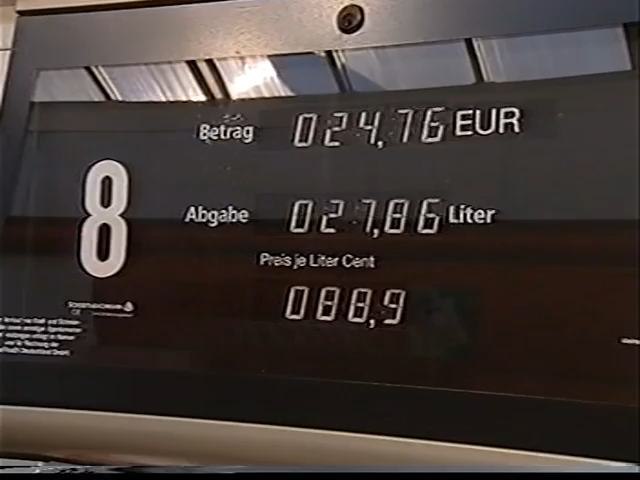 Betrag 024,76 EUR
8
Abgabe 027,86 Liter
Preis je Liter Cent
088,9